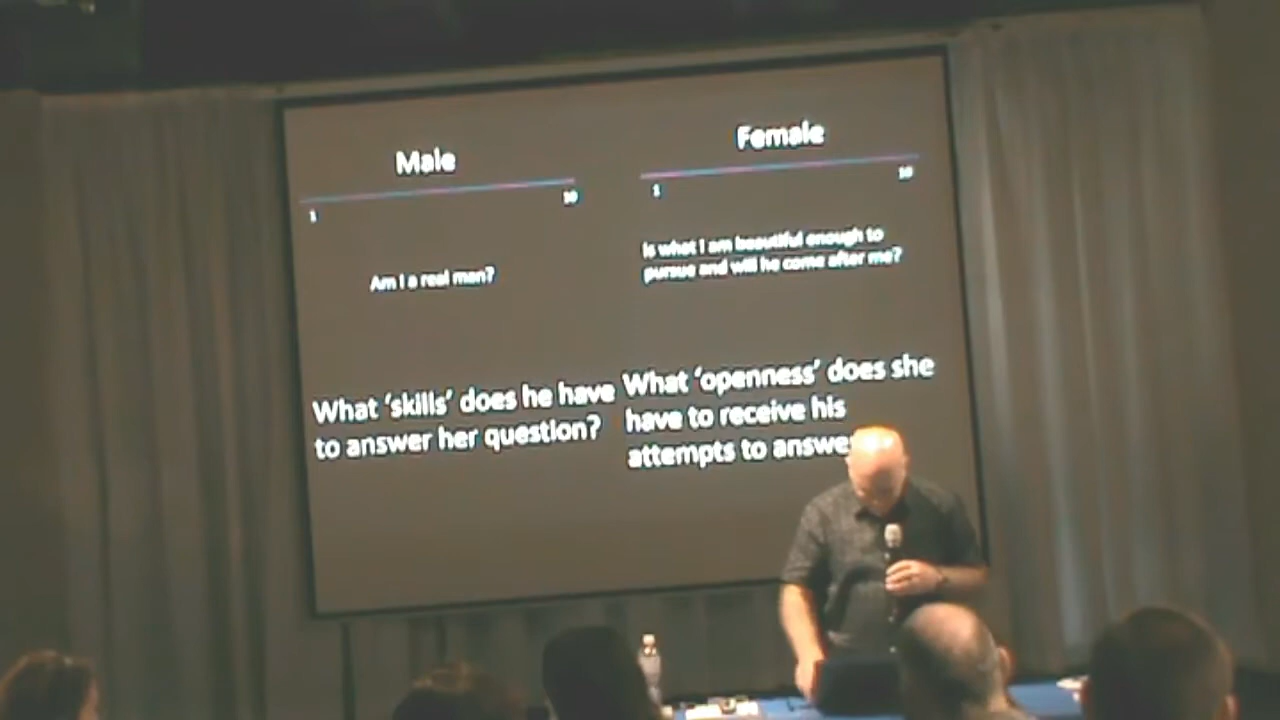 Male
1 10
Am I a real man?
What ‘skills’ does he have
to answer her question?
Female
1 10
Is what I am beautiful enough to
pursue and will he come after me?
What ‘openness’ does she
have to receive his
attempts to